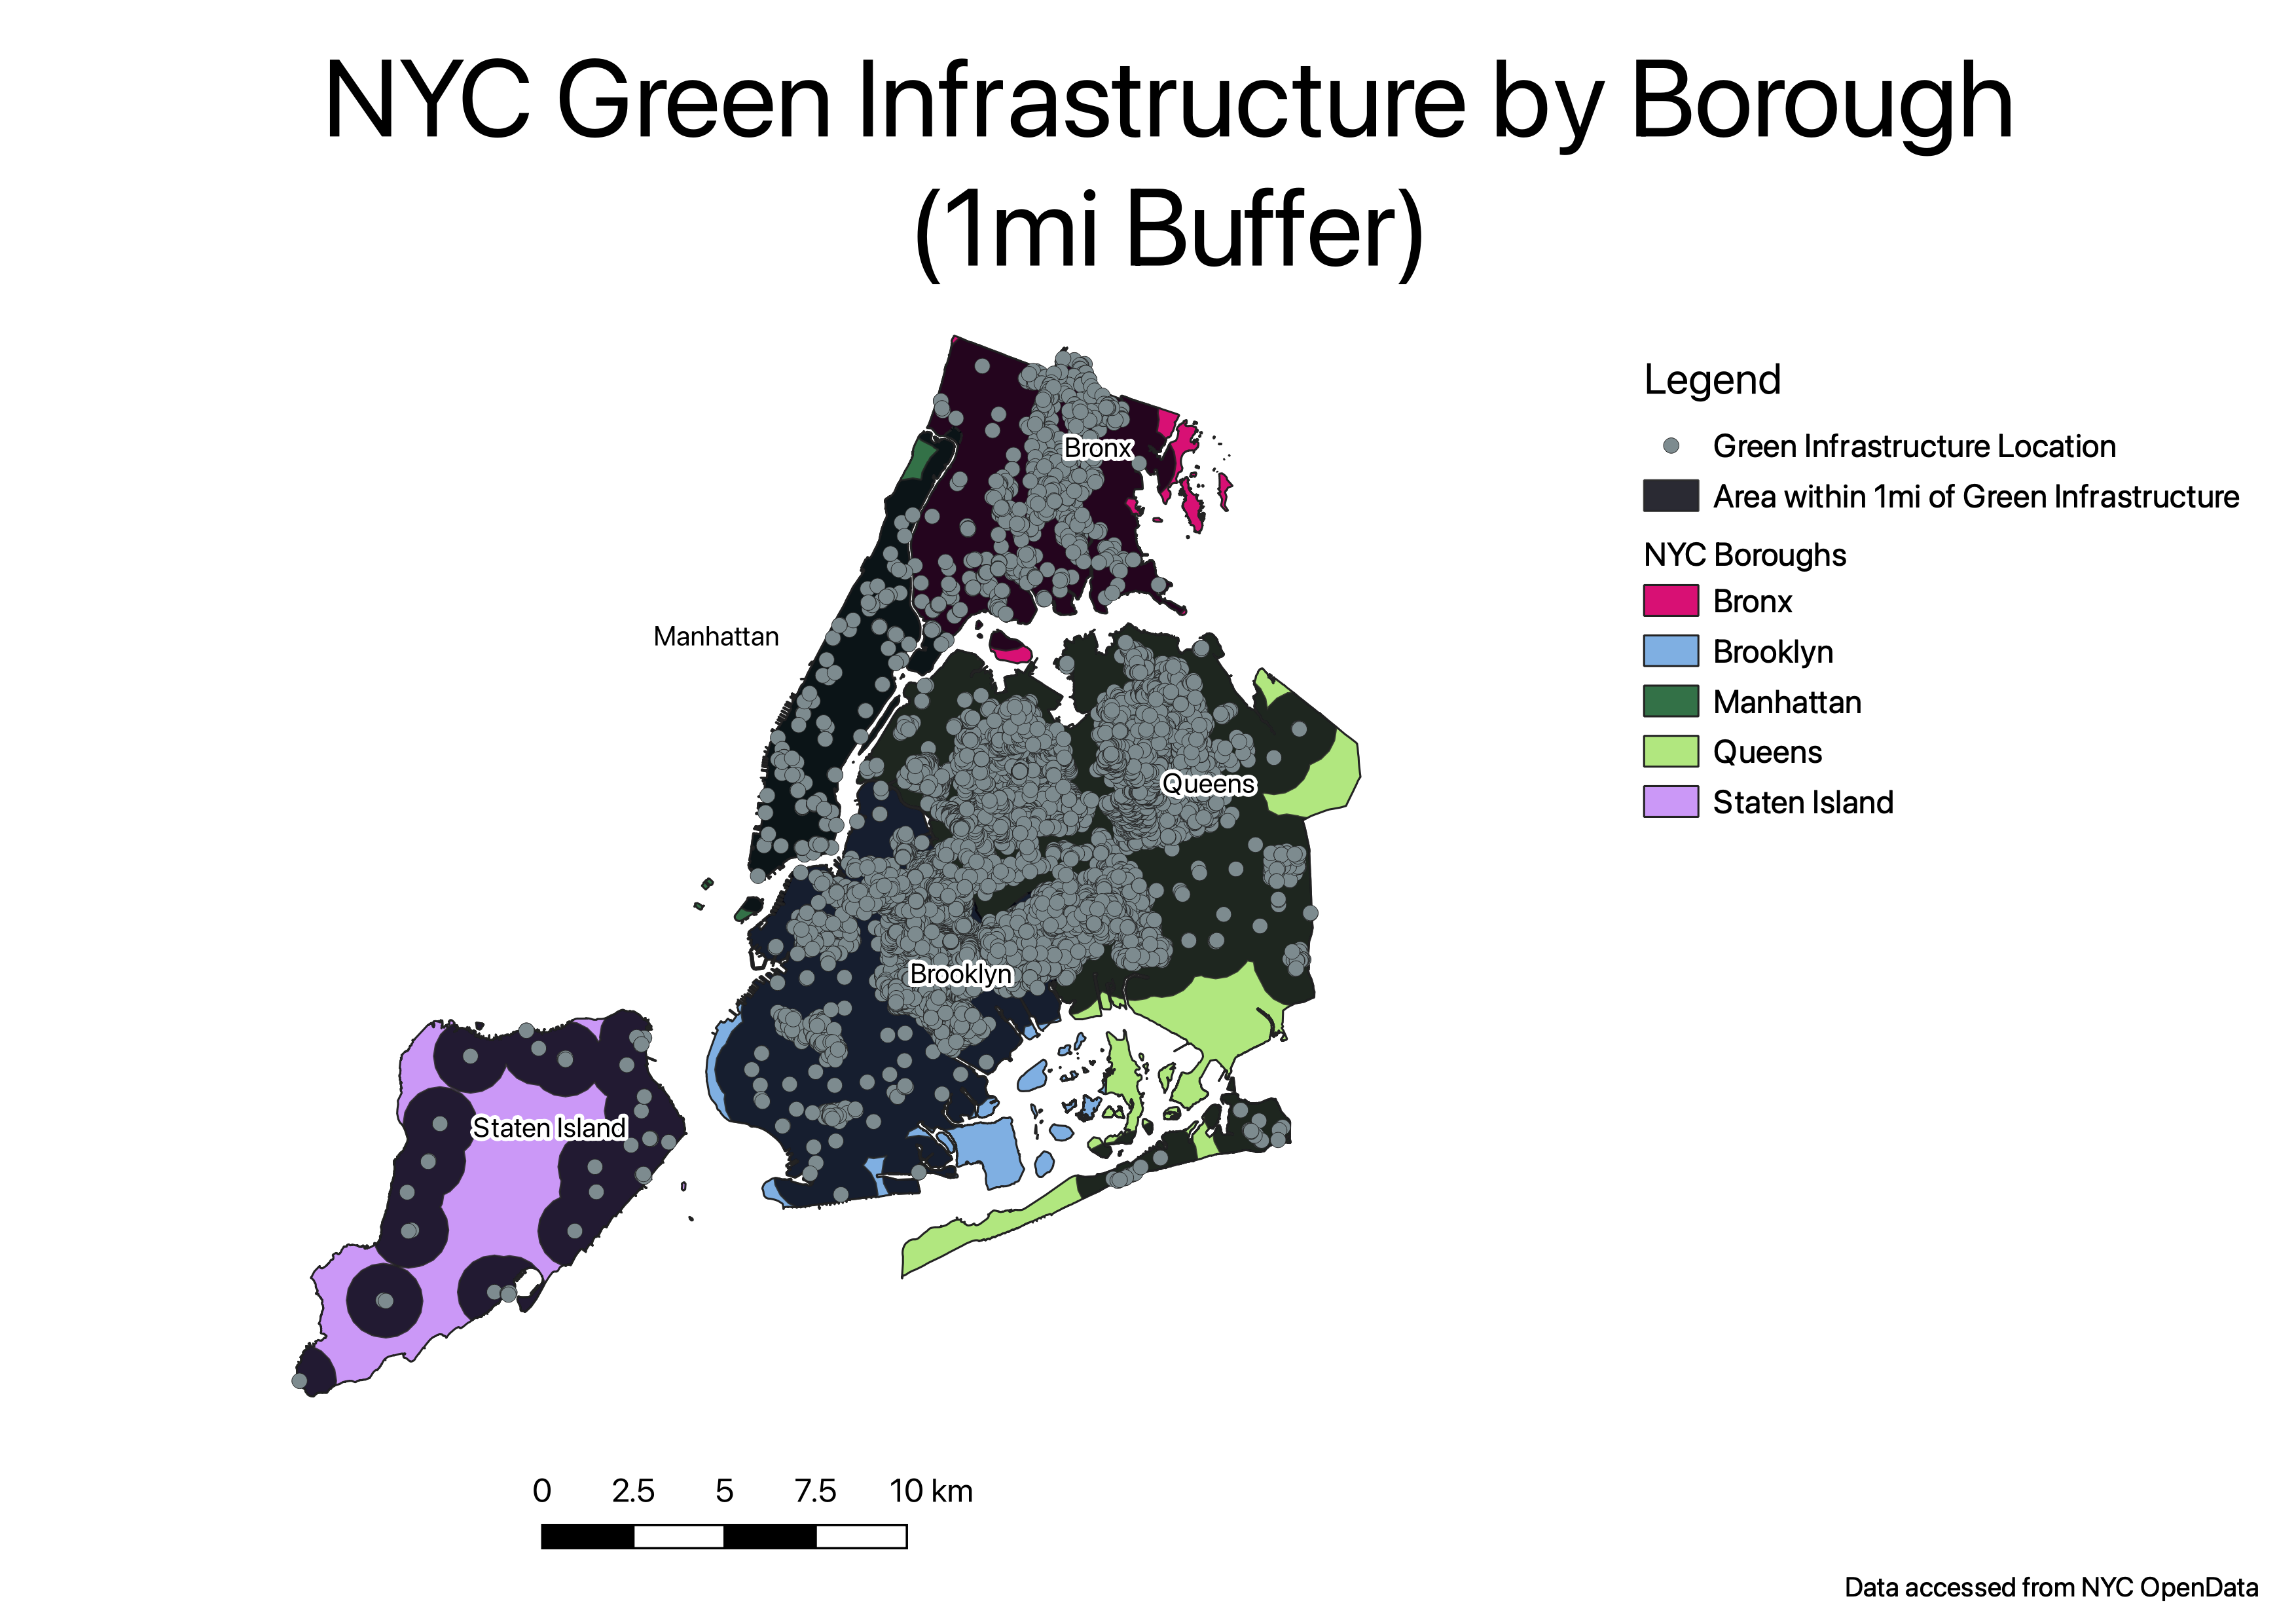 NYC Green Infrastructure by Borough
(1mi Buffer)
Legend
Green Infrastructure Location
Area within 1mi of Green Infrastructure
NYC Boroughs
Bronx
Brooklyn
Manhattan
Queens
Staten Island
Bronx
Manhattan
Queens
Brooklyn
Staten Island
0 2.5 5 7.5 10 km
Data accessed from NYC OpenData